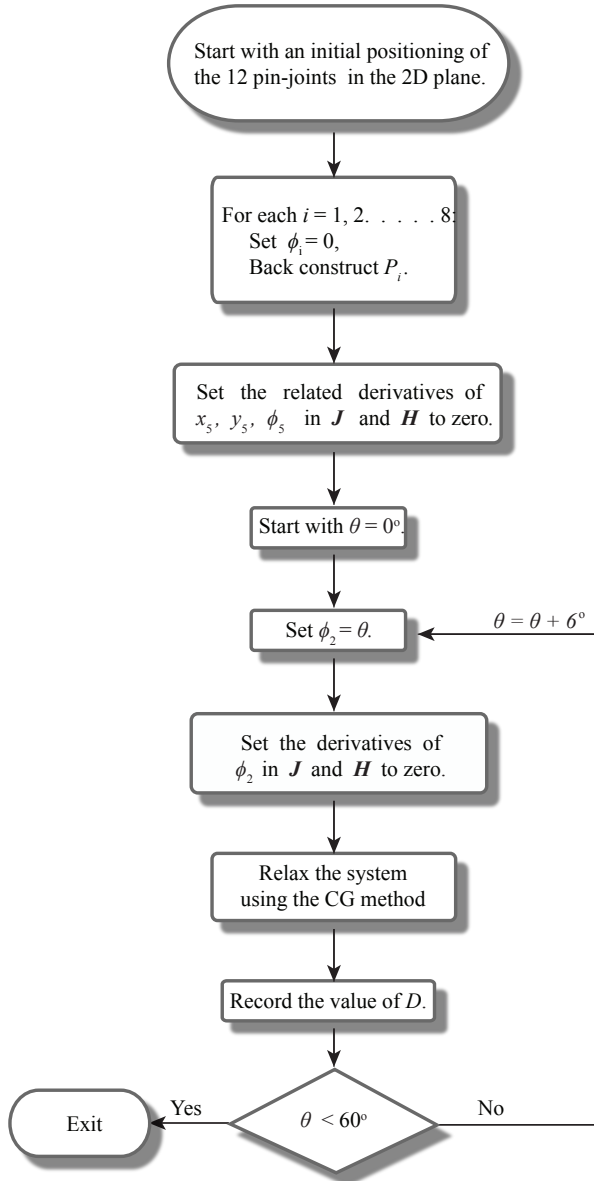 Start with an initial positioning of
the 12 pin-joints in the 2D plane.
For each i = 1, 2. . . . . 8:
Set ϕi = 0,
Back construct Pi.
Set the related derivatives of
x5, y5, ϕ5 in J and H to zero.
Start with θ = 0o.
Set ϕ2 = θ.
θ = θ + 6o
Set the derivatives of
ϕ2 in J and H to zero.
Relax the system
using the CG method
Record the value of D.
Exit
Yes
θ < 60o
No